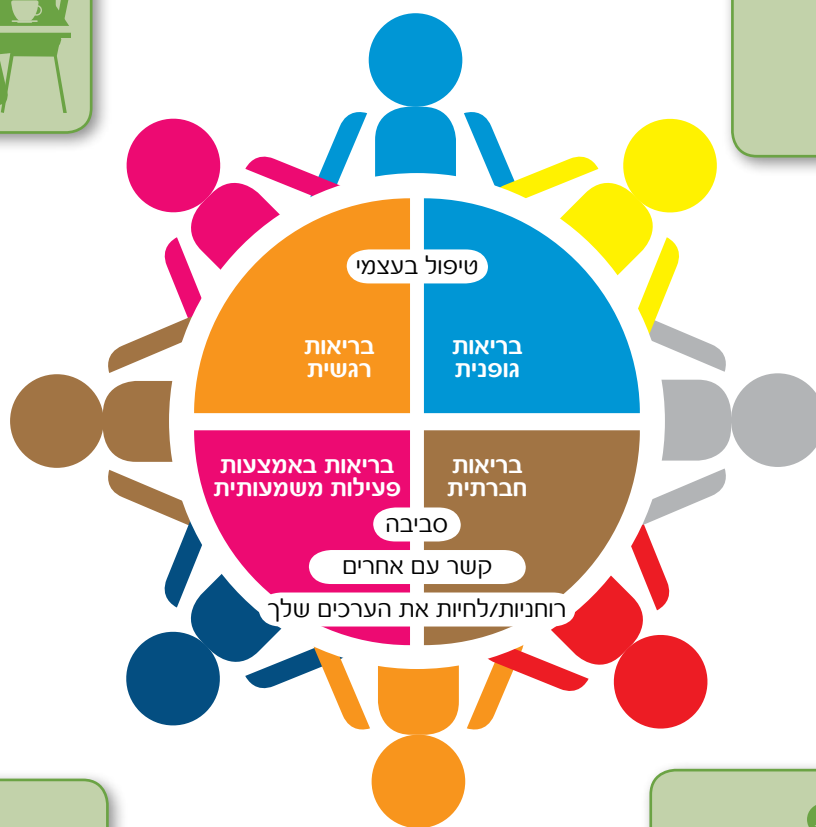 טיפול בעצמי
בריאות
גופנית
בריאות
רגשית
בריאות
חברתית
בריאות באמצעות
פעילות משמעותית
סביבה
קשר עם אחרים
רוחניות/לחיות את הערכים שלך